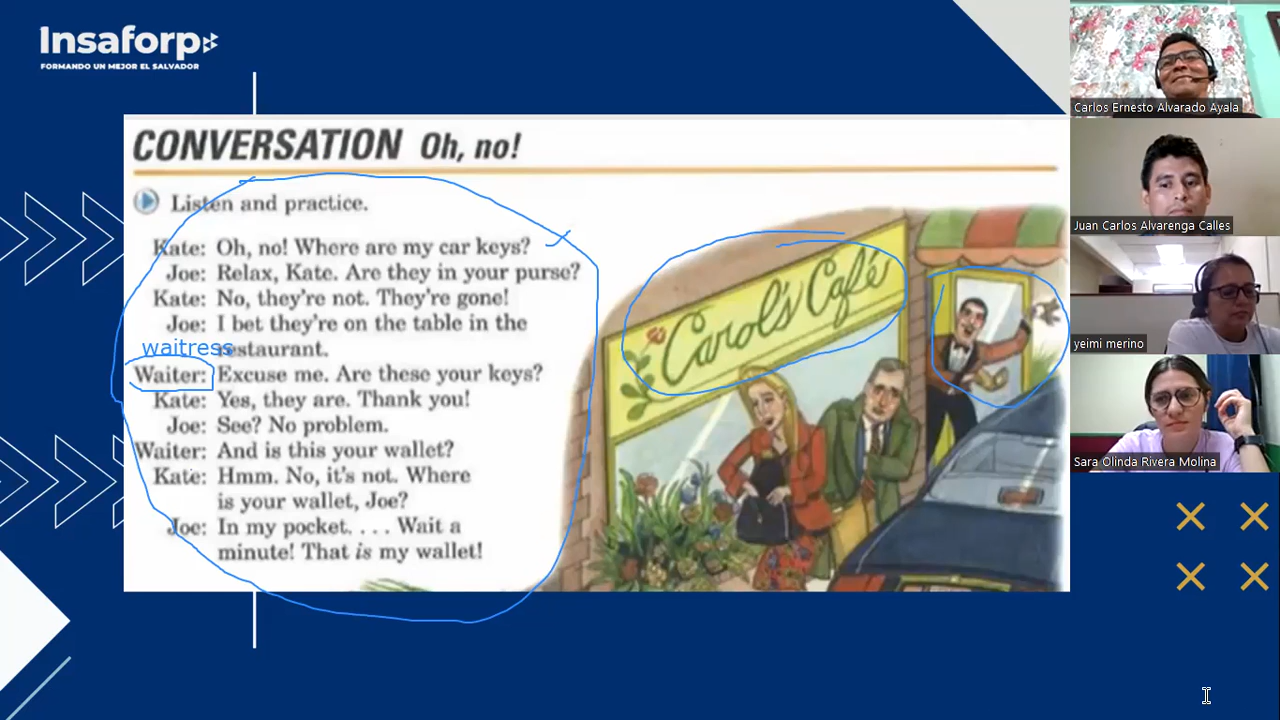 Insaforp
FORMANDO UN MEJOR EL SALVADOR
CONVERSATION Oh, no!
Listen and practice.
Kate: Oh, no! Where are my car keys?
Joe: Relax, Kate. Are they in your purse?
Kate: No, they're not. They're gone!
Joe: I bet they're on the table in the
restaurant.
waitress
Waiter: Excuse me. Are these your keys?
Kate: Yes, they are. Thank you!
Joe: See? No problem.
Waiter: And is this your wallet?
Kate: Hmm. No, it's not. Where
is your wallet, Joe?
Joe: In my pocket. . . . Wait a
minute! That is my wallet!
Carol's Café
Carlos Ernesto Alvarado Ayala
Juan Carlos Alvarenga Calles
yeimi merino
Sara Olinda Rivera Molina